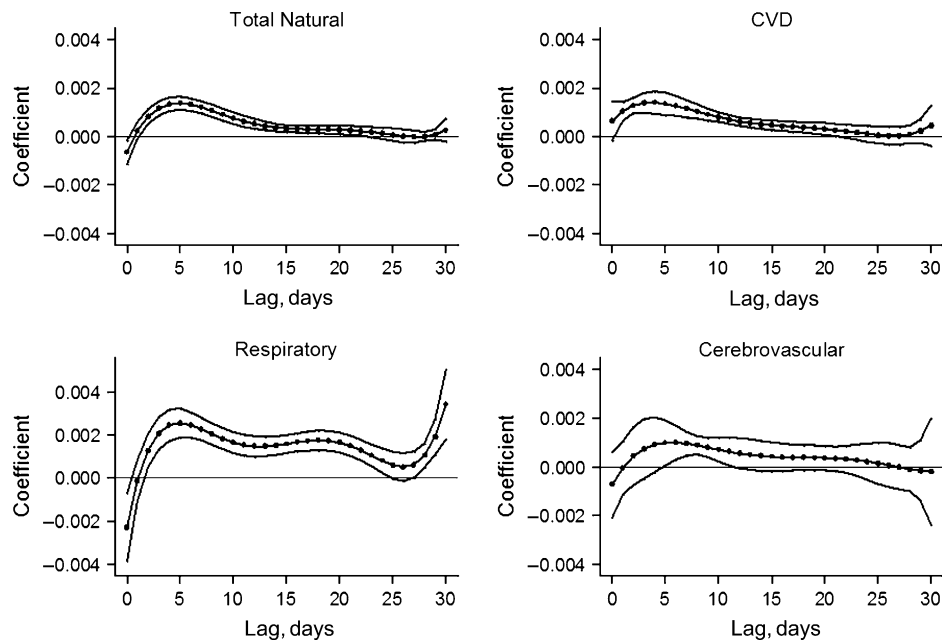 Total Natural
CVD
0.004
0.002
0.000
−0.002
−0.004
Coefficient
0 5 10 15 20 25 30
Lag, days
0.004
0.002
0.000
−0.002
−0.004
Coefficient
0 5 10 15 20 25 30
Lag, days
Respiratory
Cerebrovascular
0.004
0.002
0.000
−0.002
−0.004
Coefficient
0 5 10 15 20 25 30
Lag, days
0.004
0.002
0.000
−0.002
−0.004
Coefficient
0 5 10 15 20 25 30
Lag, days